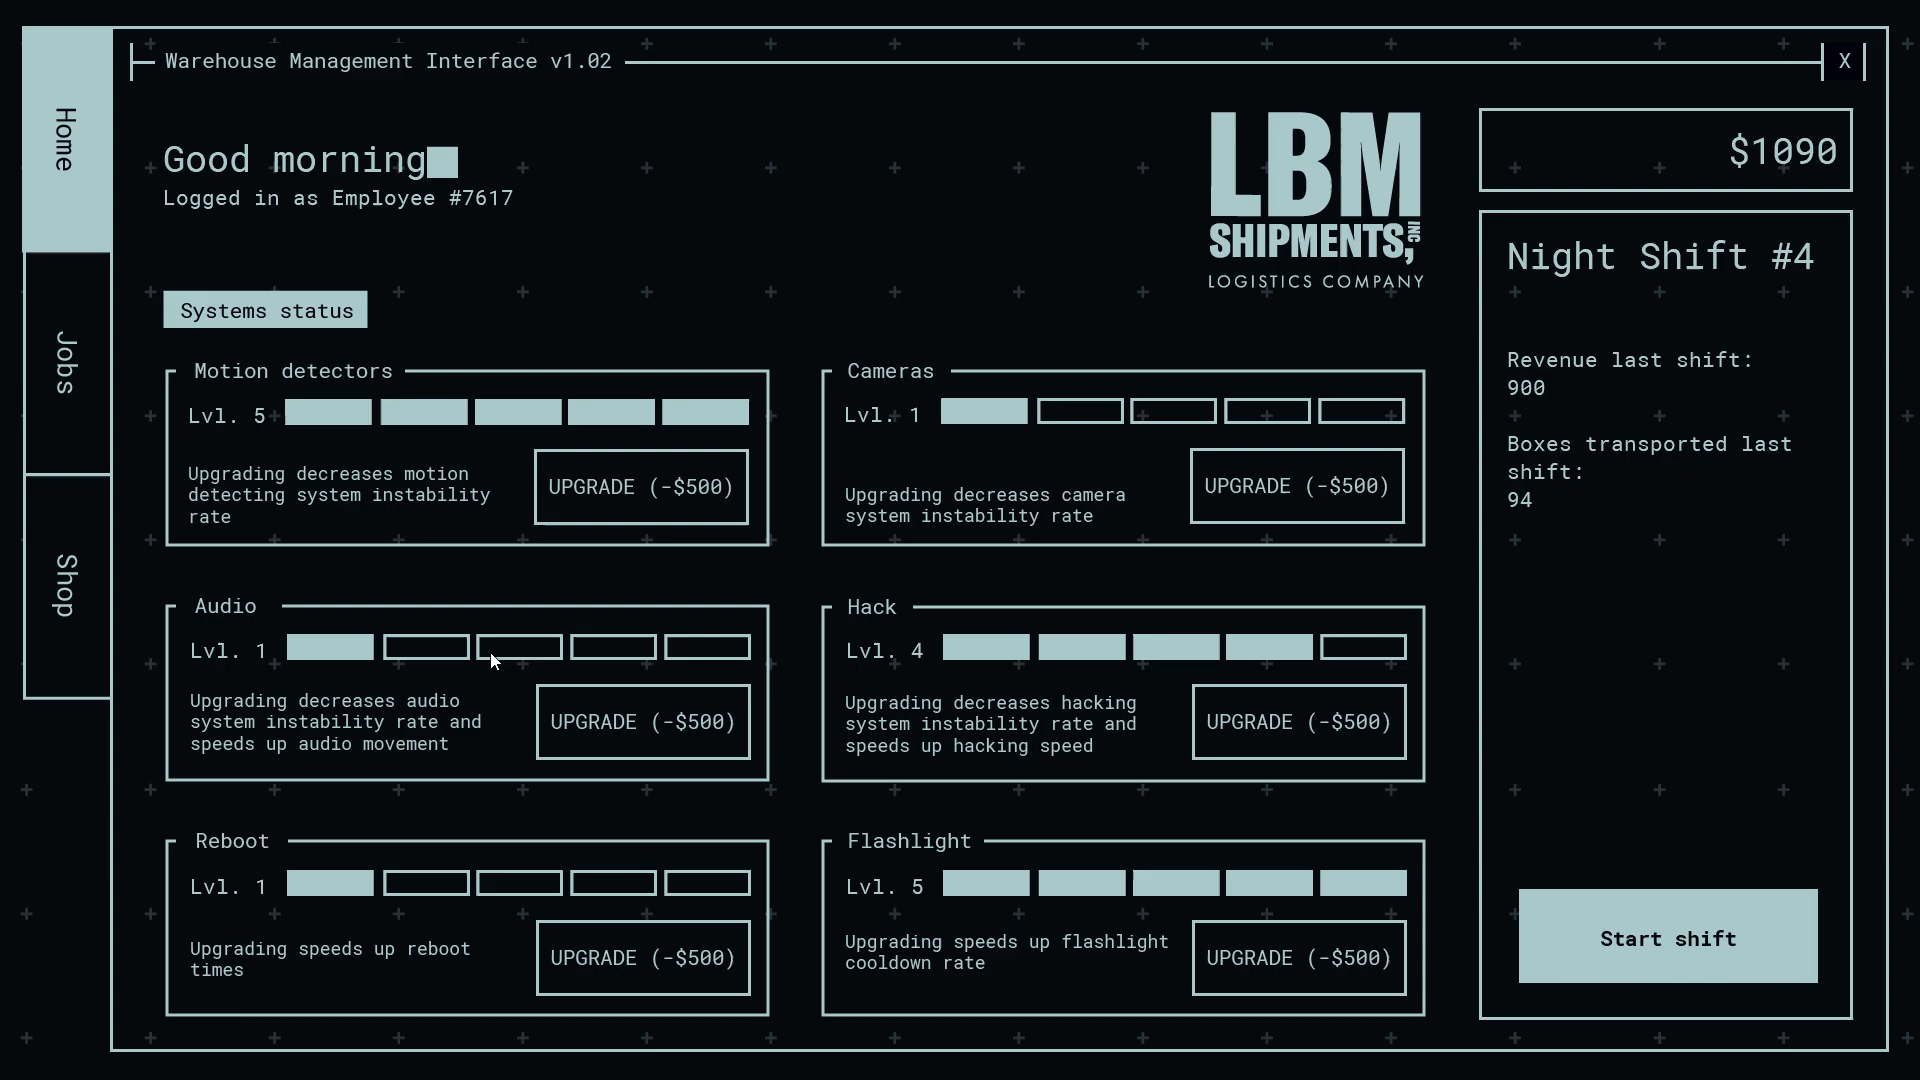 Warehouse Management Interface v1.02
X
Home
Jobs
Shop
Good morning
Logged in as Employee #7617
LBM
SHIPMENTS, INC
LOGISTICS COMPANY
Systems status
Motion detectors
Lvl. 5
Upgrading decreases motion
detecting system instability
rate
UPGRADE (-$500)
Cameras
Lvl. 1
Upgrading decreases camera
system instability rate
UPGRADE (-$500)
Audio
Lvl. 1
Upgrading decreases audio
system instability rate and
speeds up audio movement
UPGRADE (-$500)
Hack
Lvl. 4
Upgrading decreases hacking
system instability rate and
speeds up hacking speed
UPGRADE (-$500)
Reboot
Lvl. 1
Upgrading speeds up reboot
times
UPGRADE (-$500)
Flashlight
Lvl. 5
Upgrading speeds up flashlight
cooldown rate
UPGRADE (-$500)
$1090
Night Shift #4
Revenue last shift:
900
Boxes transported last
shift:
94
Start shift